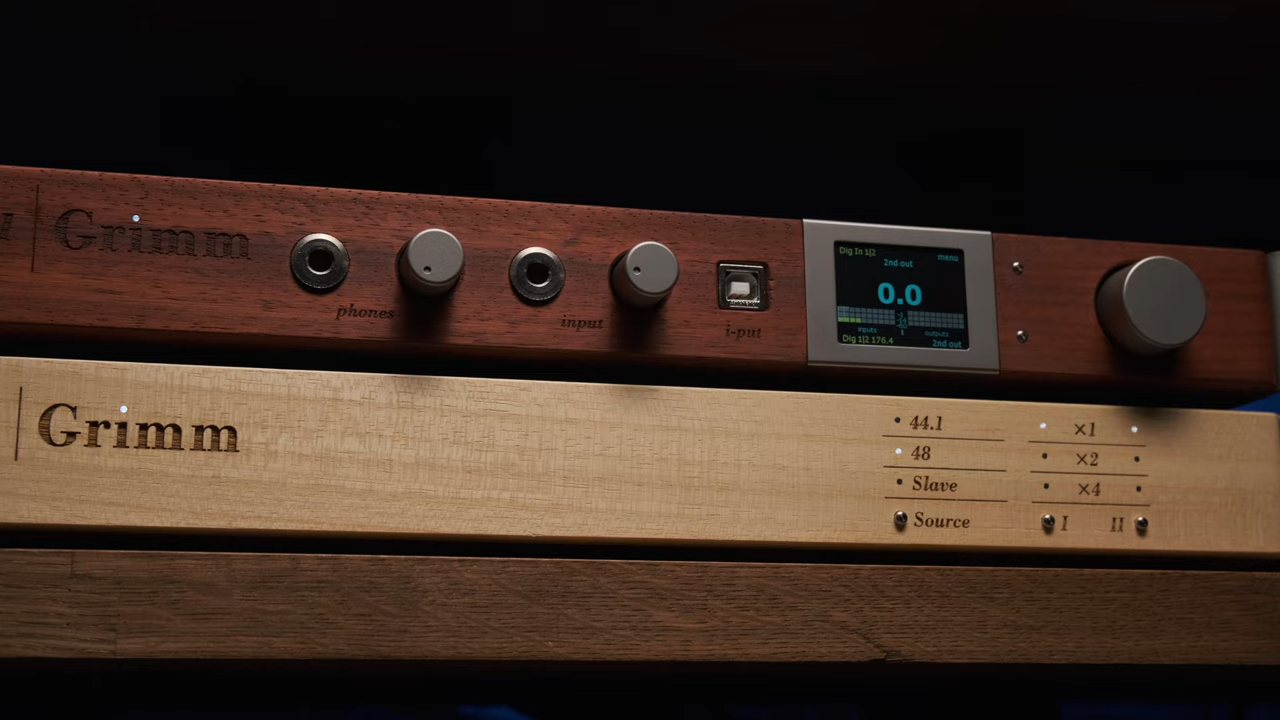 Grimm
phones
input
i-put
Dig In 1|2
menu
2nd out
0.0
inputs
outputs
Dig 1|2 176.4
2nd out
Grimm
44.1
×1
48
×2
Slave
×4
Source
I
II